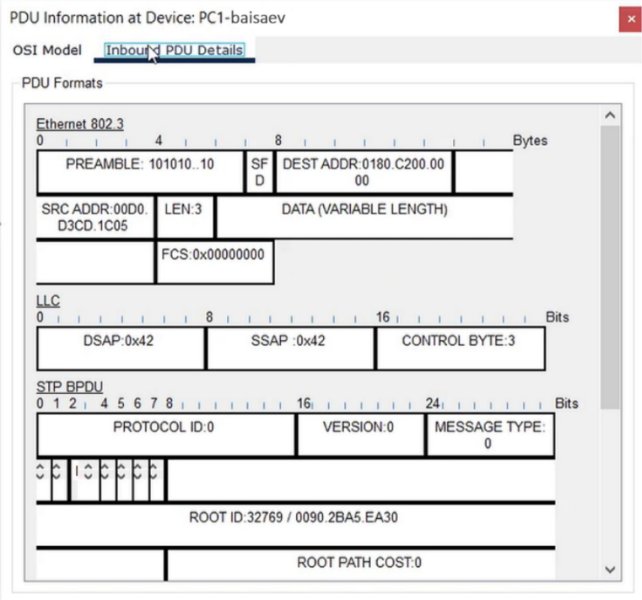 PDU Information at Device: PC1-baisaev
OSI Model Inbound PDU Details
PDU Formats
Ethernet 802.3
0 4 8 Bytes
PREAMBLE: 101010..10 SF DEST ADDR:0180.C200.00
D 00
SRC ADDR:00D0. LEN:3 DATA (VARIABLE LENGTH)
D3CD.1C05
FCS:0x00000000
LLC
0 8 16 Bits
DSAP:0x42 SSAP :0x42 CONTROL BYTE:3
STP BPDU
0 1 2 4 5 6 7 8 16 24 Bits
PROTOCOL ID:0 VERSION:0 MESSAGE TYPE:
0
ROOT ID:32769 / 0090.2BA5.EA30
ROOT PATH COST:0